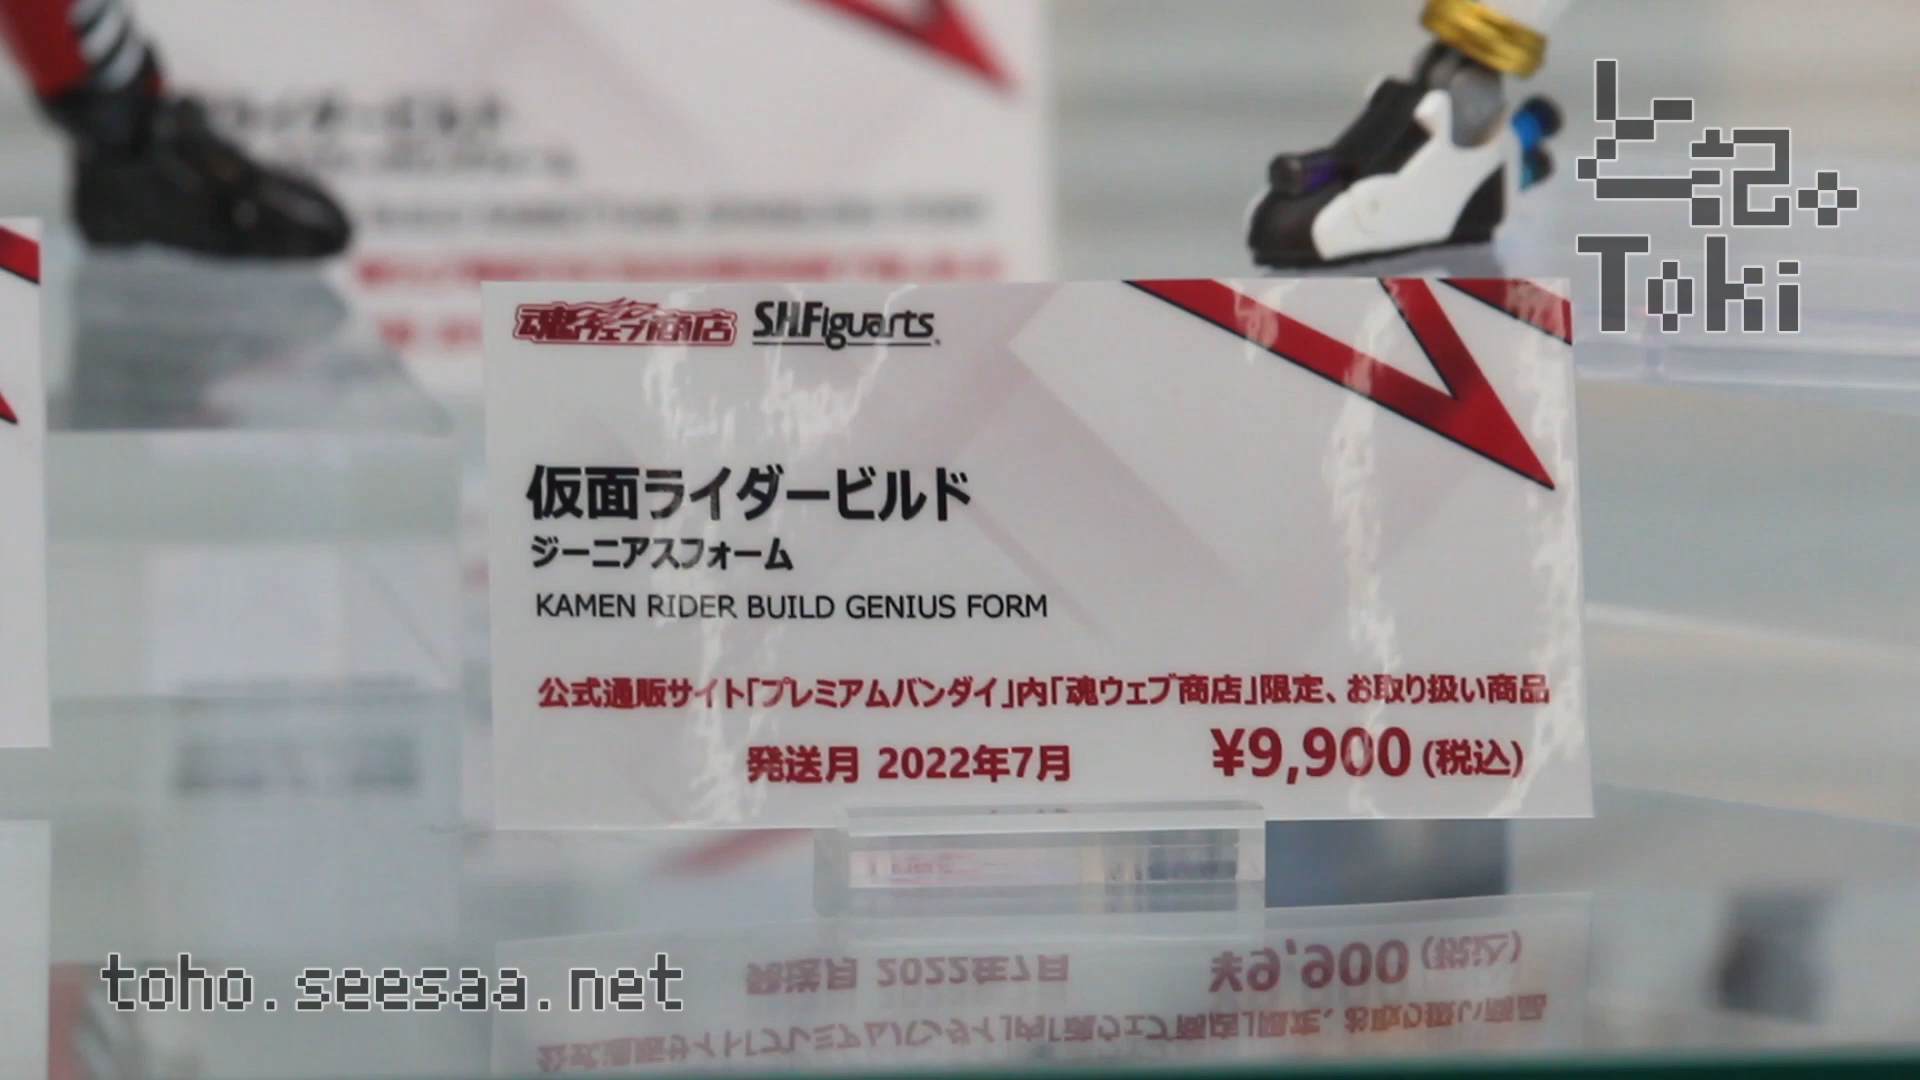 と記。
Toki
魂ウェブ商店 S.H.Figuarts
仮面ライダービルド
ジーニアスフォーム
KAMEN RIDER BUILD GENIUS FORM
公式通販サイト「プレミアムバンダイ」内「魂ウェブ商店」限定、お取り扱い商品
発送月 2022年7月 ¥9,900 (税込)
toho.seesaa.net